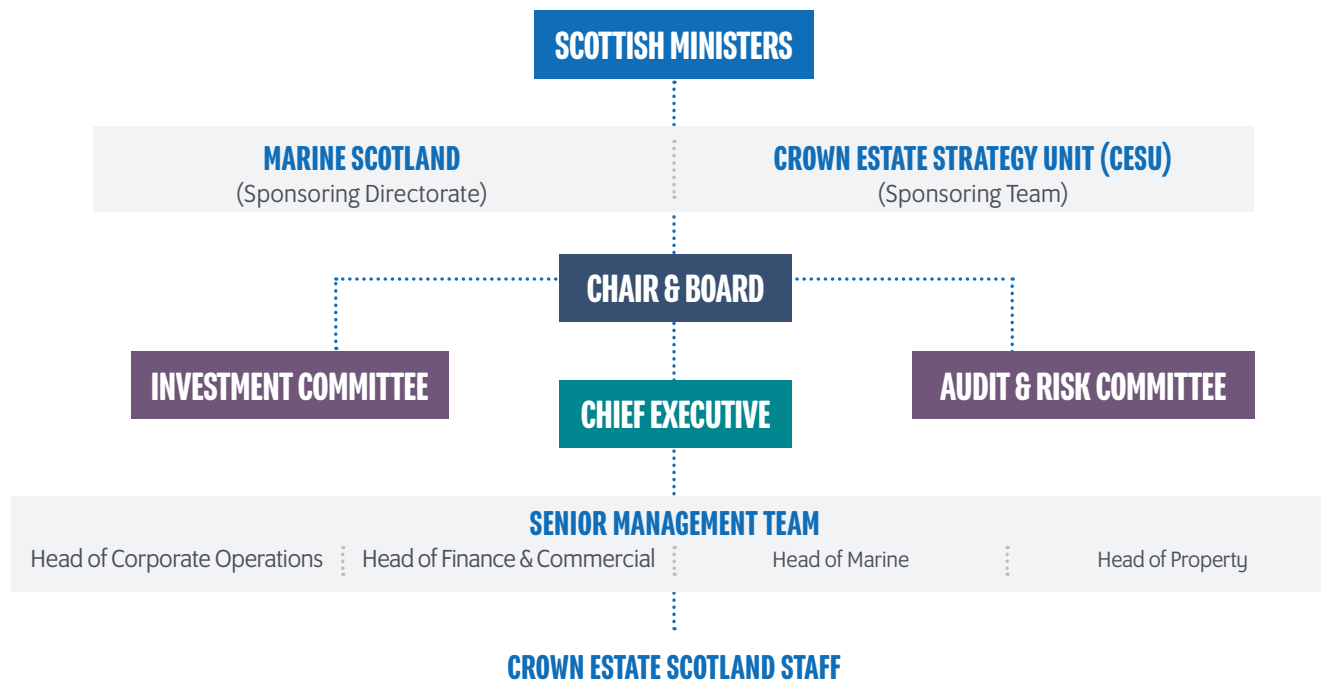 SCOTTISH MINISTERS
MARINE SCOTLAND
(Sponsoring Directorate)
CROWN ESTATE STRATEGY UNIT (CESU)
(Sponsoring Team)
CHAIR & BOARD
INVESTMENT COMMITTEE
AUDIT & RISK COMMITTEE
CHIEF EXECUTIVE
SENIOR MANAGEMENT TEAM
Head of Corporate Operations
Head of Finance & Commercial
Head of Marine
Head of Property
CROWN ESTATE SCOTLAND STAFF